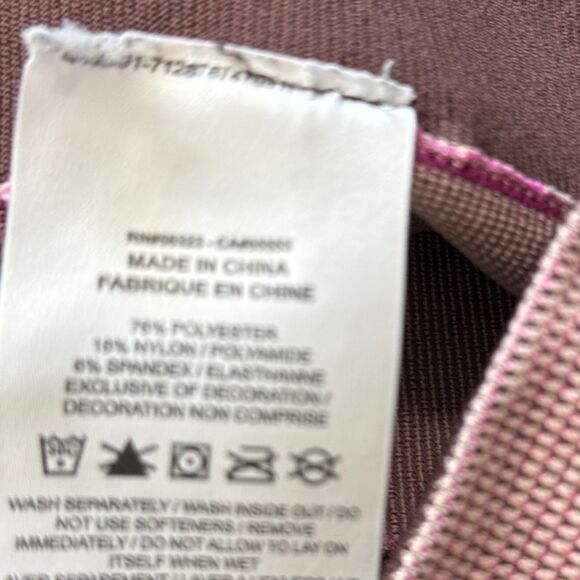 MADE IN CHINA
FABRIQUE EN CHINE
76% POLYESTER
18% NYLON / POLYAMIDE
6% SPANDEX / ELASTHANNE
EXCLUSIVE OF DECORATION /
DECORATION NON COMPRISE
WASH SEPARATELY / WASH INSIDE OUT / DO
NOT USE SOFTENERS / REMOVE
IMMEDIATELY / DO NOT ALLOW TO LAY ON
ITSELF WHEN WET